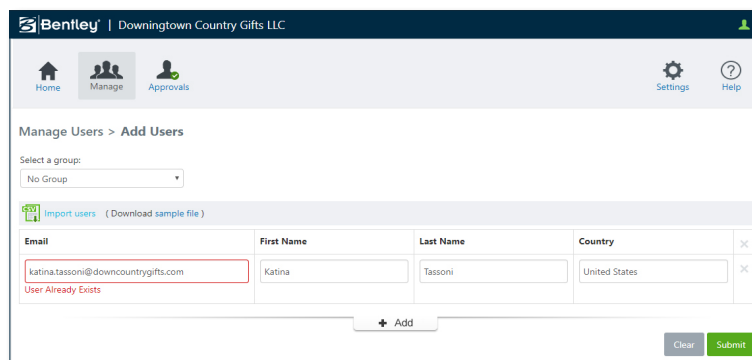 Bentley | Downingtown Country Gifts LLC
Home Manage Approvals Settings Help
Manage Users > Add Users
Select a group:
No Group
CSV Import users ( Download sample file )
Email First Name Last Name Country
katina.tassoni@downcountrygifts.com Katina Tassoni United States
User Already Exists
+ Add
Clear Submit